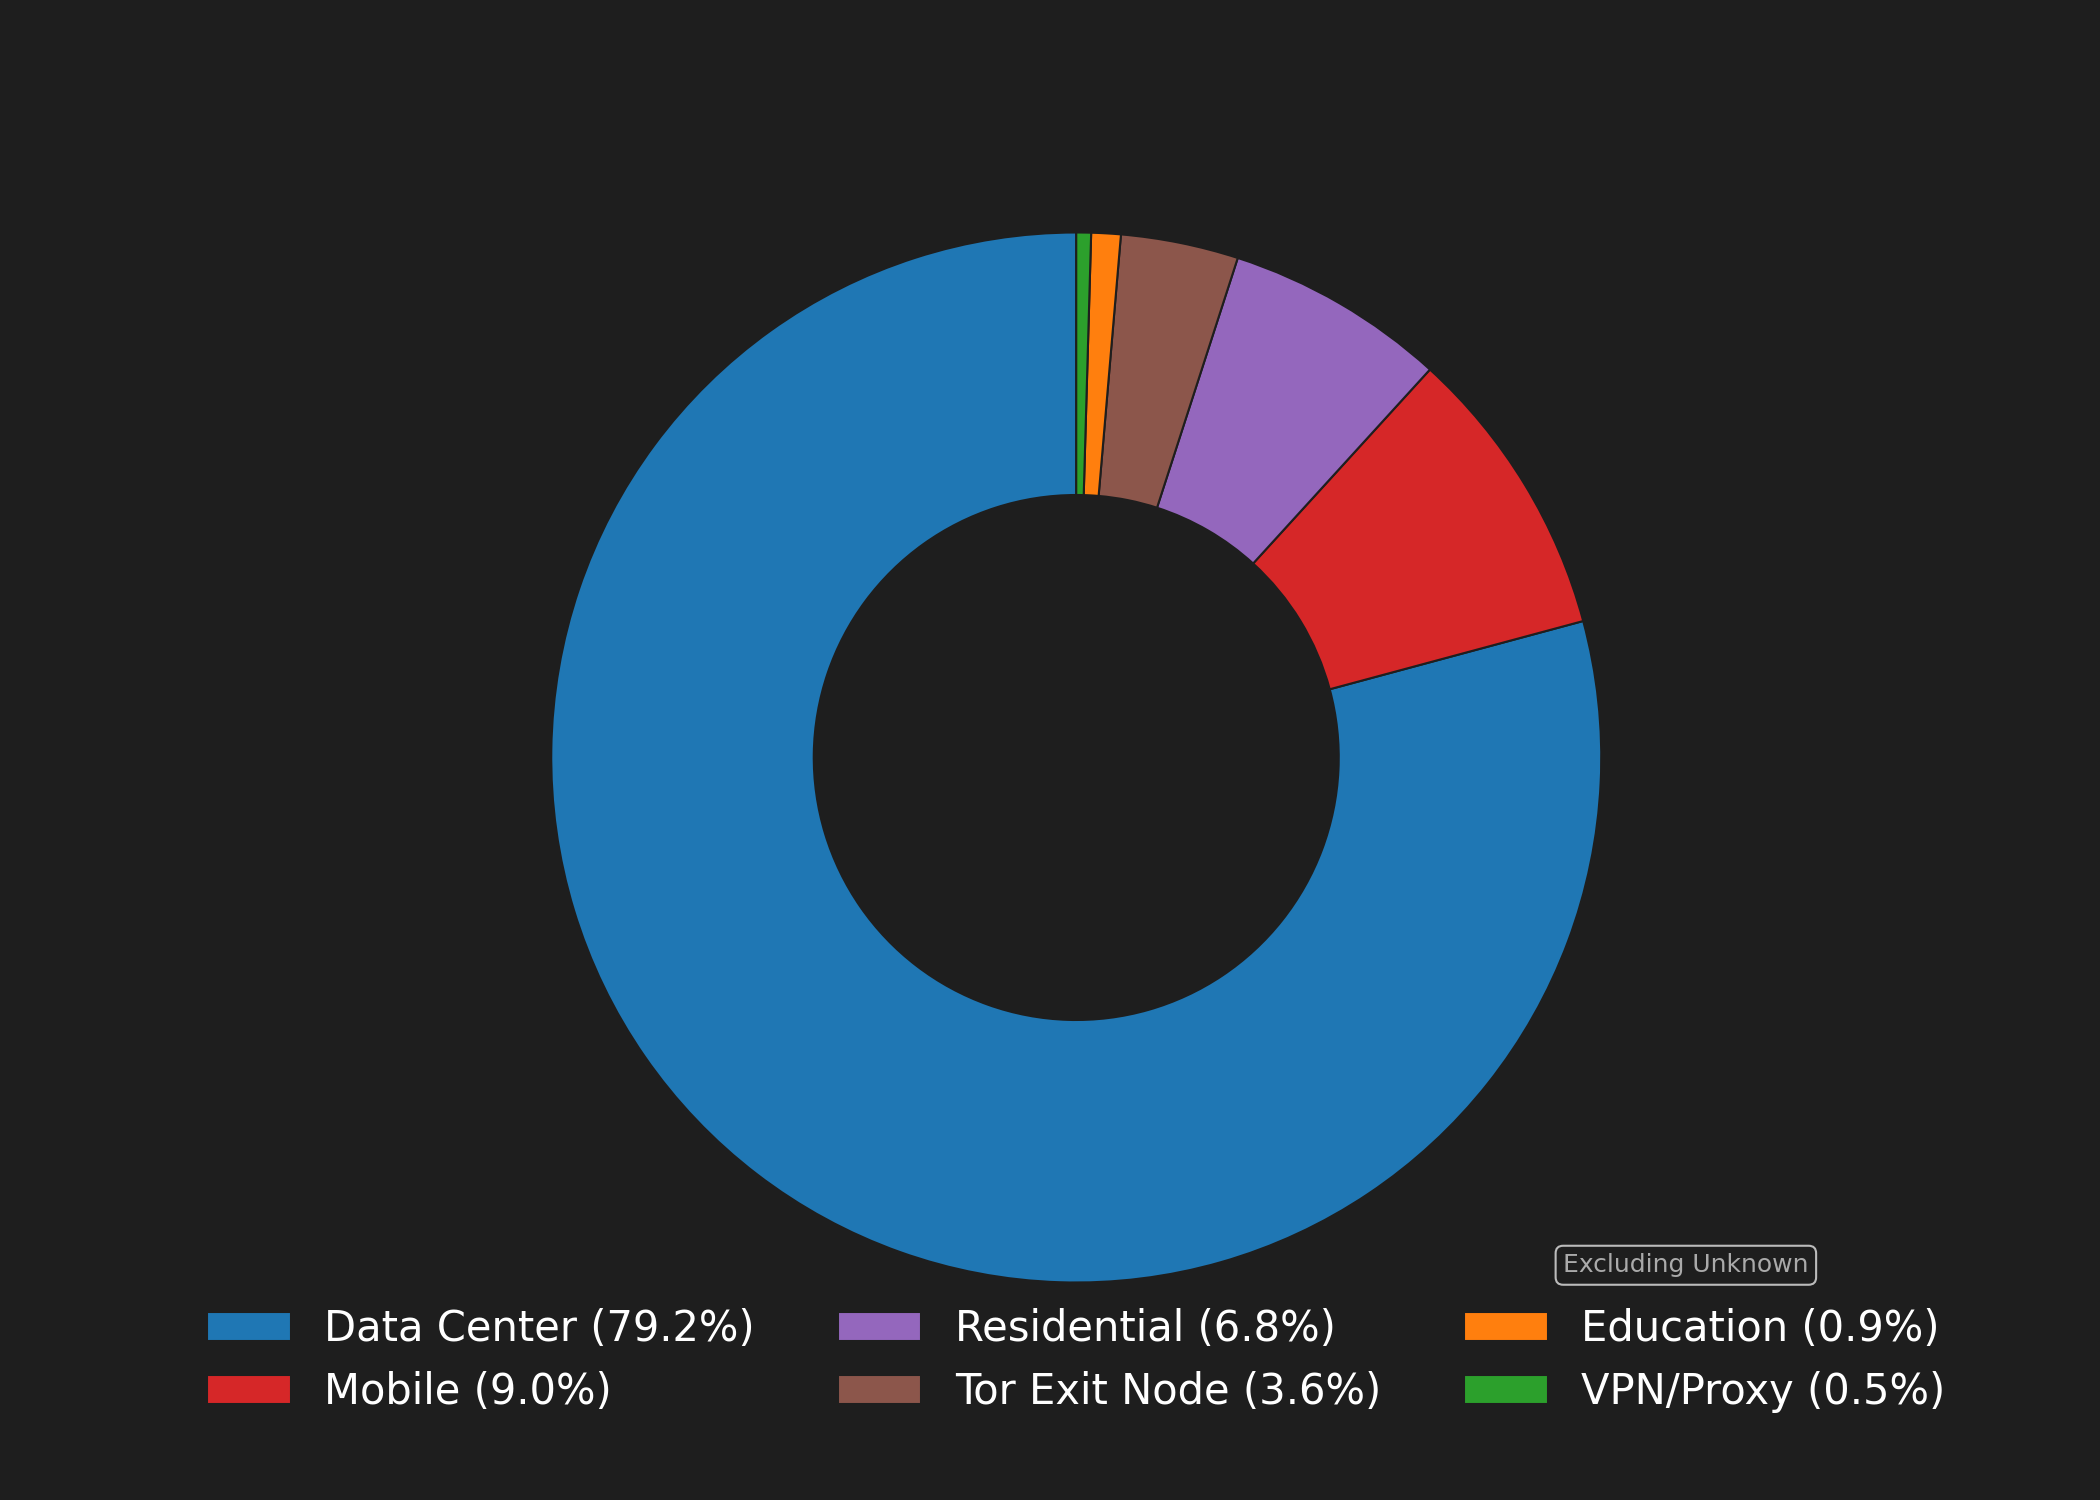 Excluding Unknown
Data Center (79.2%)
Mobile (9.0%)
Residential (6.8%)
Tor Exit Node (3.6%)
Education (0.9%)
VPN/Proxy (0.5%)